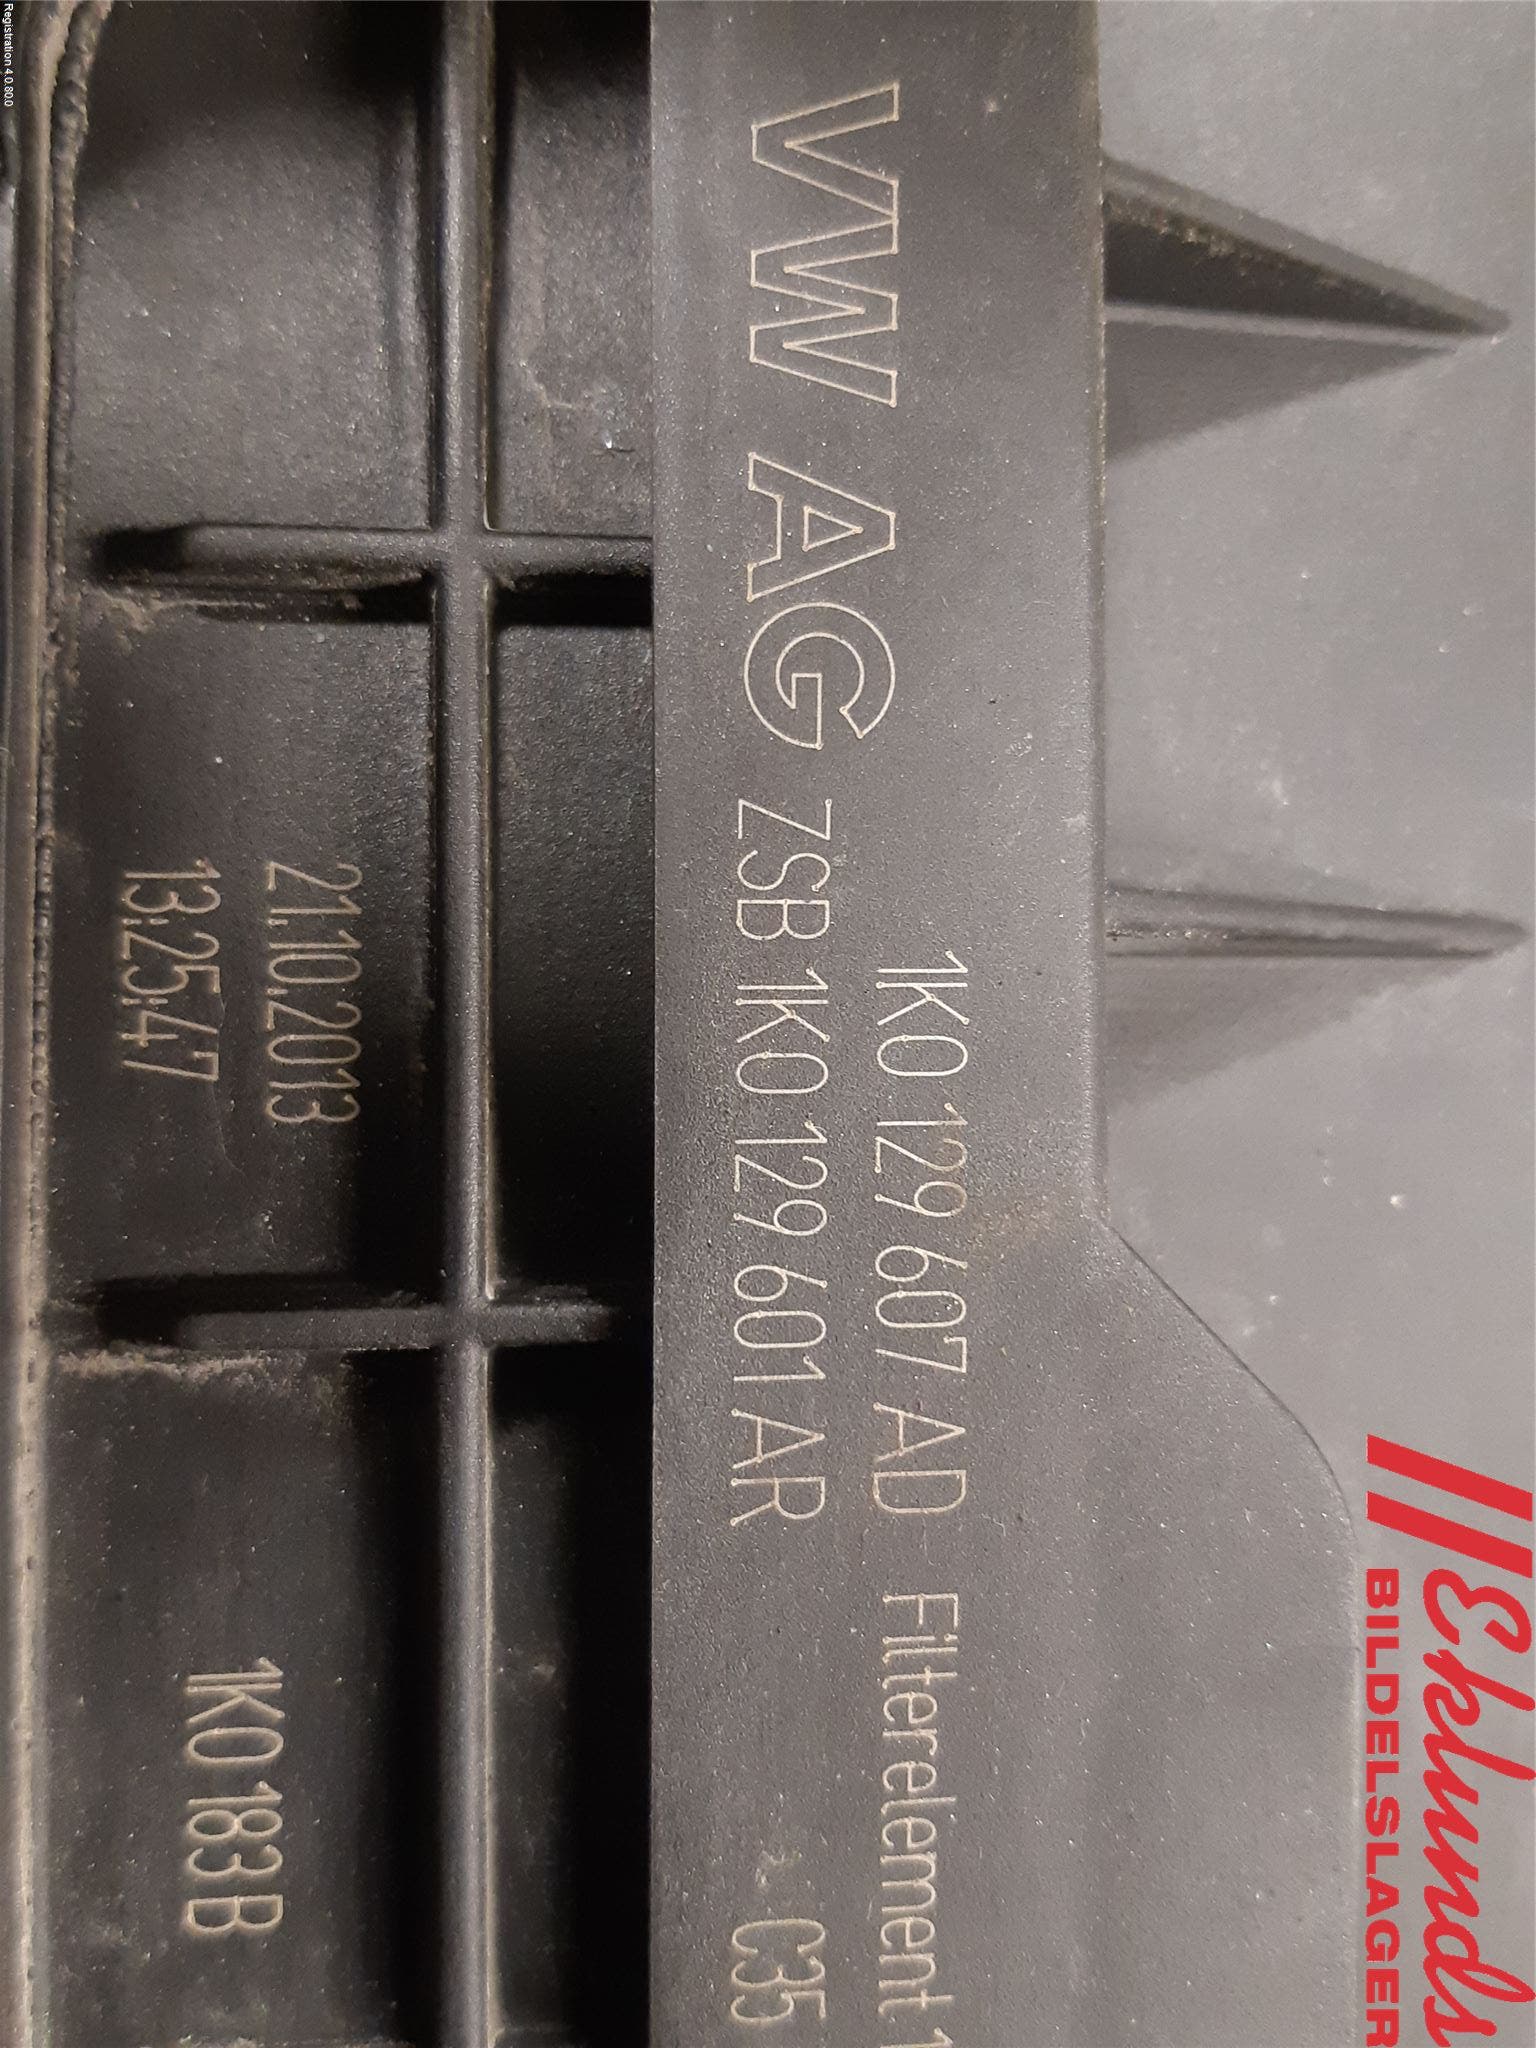 1K0 129 607 AD Filterelement 1
VW AG ZSB 1K0 129 601 AR C35
21.10.2013
13:25:47
1K0 183 B
Eklunds
BILDELSLAGER
Registration 4.0.80.0